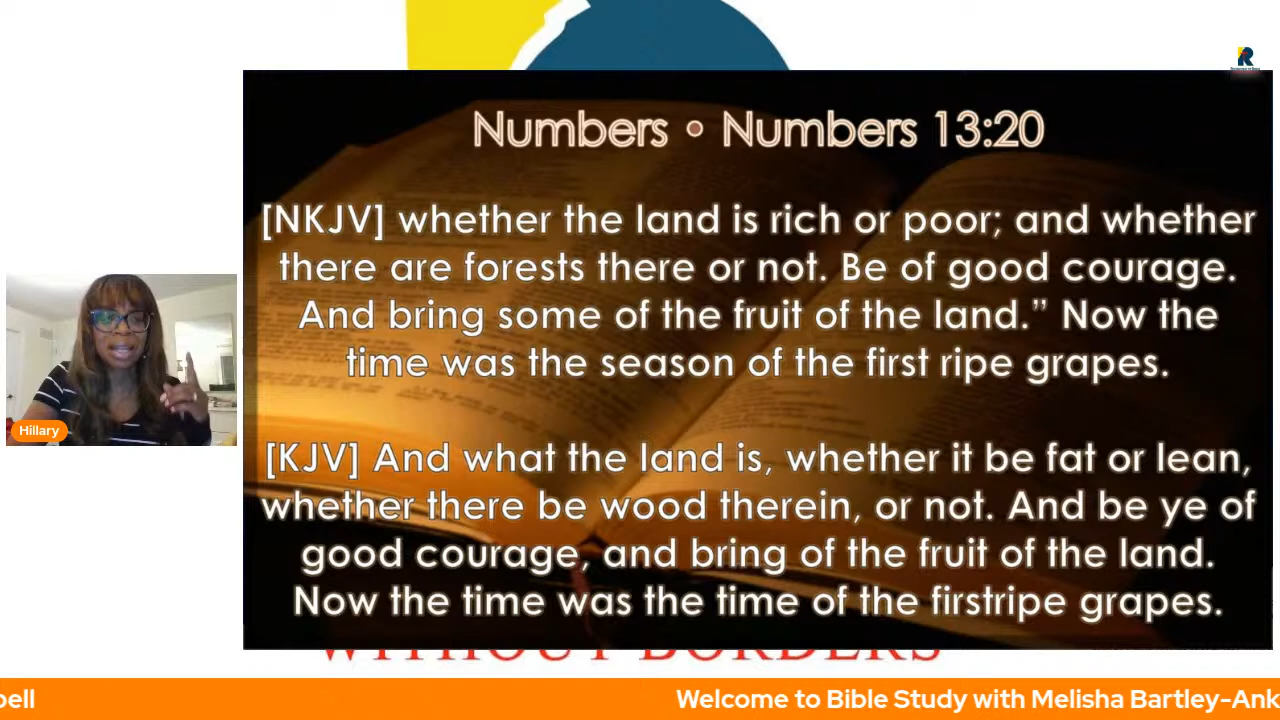 Numbers • Numbers 13:20
[NKJV] whether the land is rich or poor; and whether
there are forests there or not. Be of good courage.
And bring some of the fruit of the land.” Now the
time was the season of the first ripe grapes.
[KJV] And what the land is, whether it be fat or lean,
whether there be wood therein, or not. And be ye of
good courage, and bring of the fruit of the land.
Now the time was the time of the firstripe grapes.
Hillary
WITHOUT BORDERS
Welcome to Bible Study with Melisha Bartley-Ank